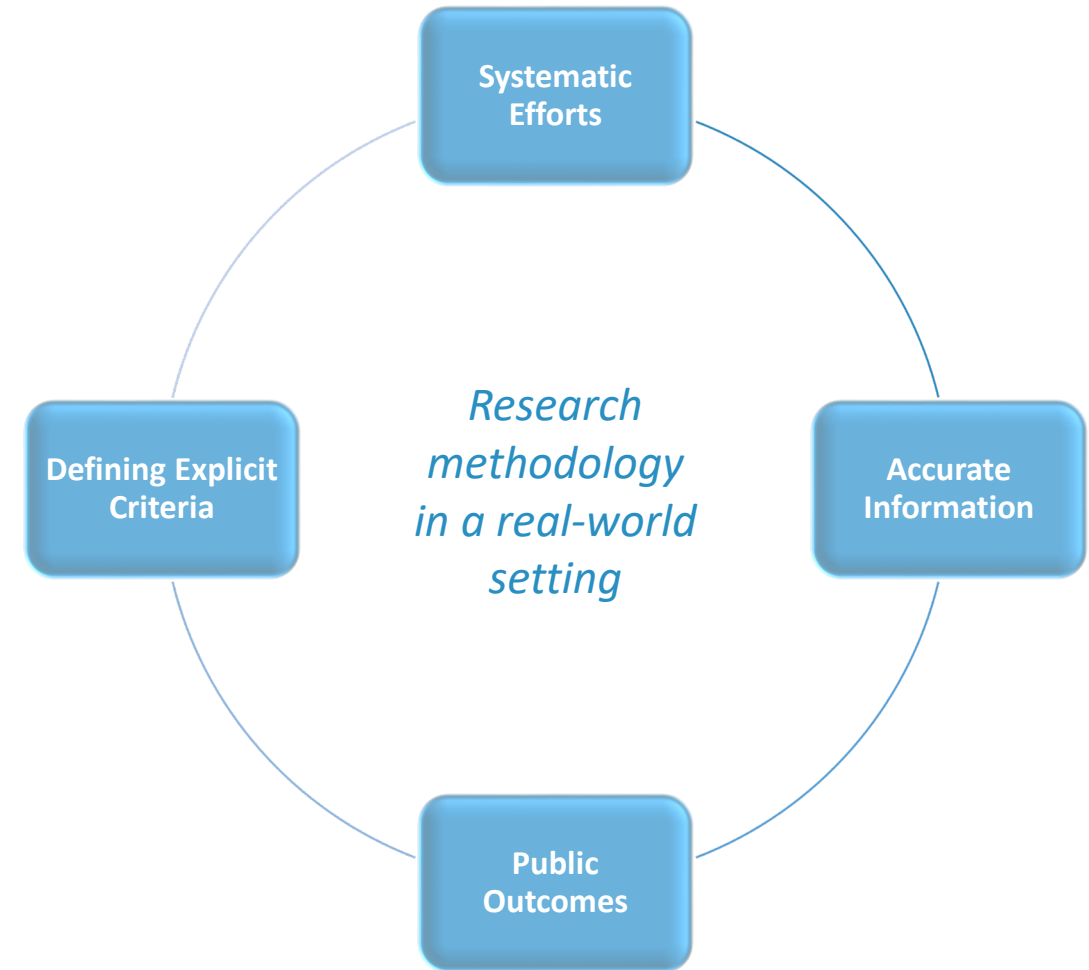 Systematic
Efforts
Defining Explicit
Criteria
Research
methodology
in a real-world
setting
Accurate
Information
Public
Outcomes